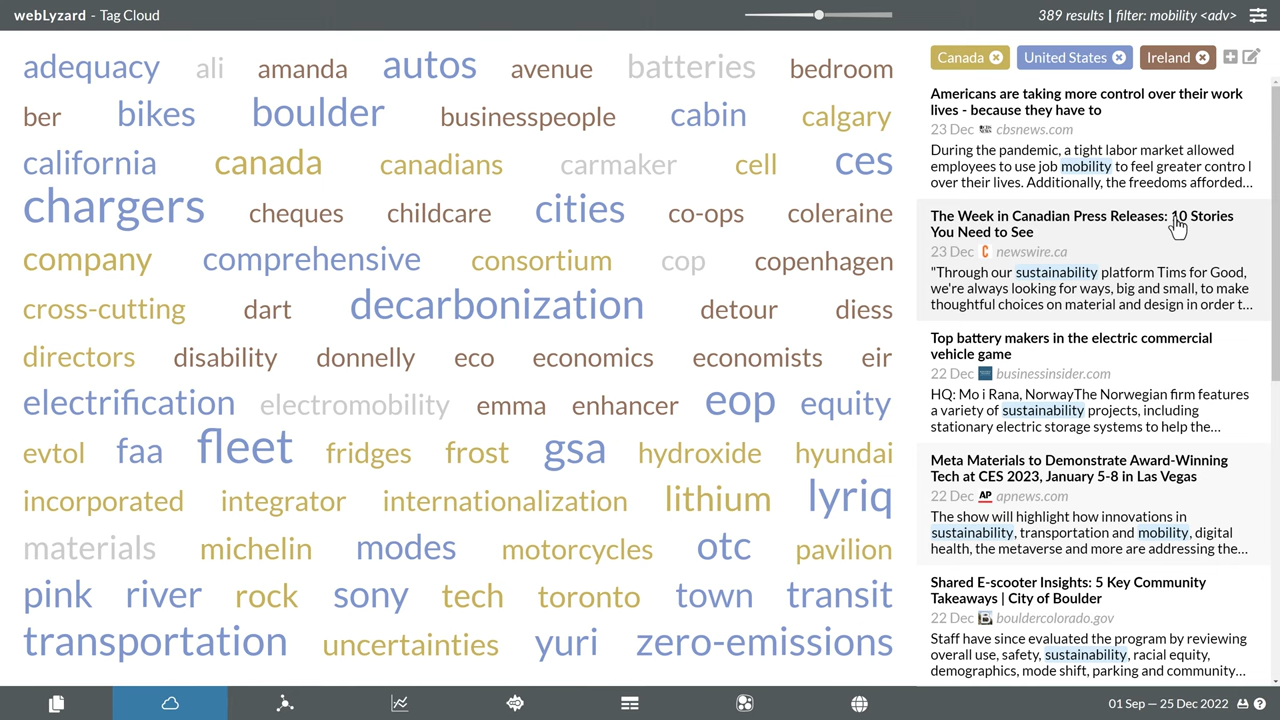 webLyzard - Tag Cloud
389 results | filter: mobility <adv>
adequacy ali amanda autos avenue batteries bedroom
ber bikes boulder businesspeople cabin calgary
california canada canadians carmaker cell ces
chargers cheques childcare cities co-ops coleraine
company comprehensive consortium cop copenhagen
cross-cutting dart decarbonization detour diess
directors disability donnelly eco economics economists eir
electrification electromobility emma enhancer eop equity
evtol faa fleet fridges frost gsa hydroxide hyundai
incorporated integrator internationalization lithium lyriq
materials michelin modes motorcycles otc pavilion
pink river rock sony tech toronto town transit
transportation uncertainties yuri zero-emissions
Canada United States Ireland
Americans are taking more control over their work
lives - because they have to
23 Dec cbsnews.com
During the pandemic, a tight labor market allowed
employees to use job mobility to feel greater contro l
over their lives. Additionally, the freedoms afforded...
The Week in Canadian Press Releases: 10 Stories
You Need to See
23 Dec newswire.ca
"Through our sustainability platform Tims for Good,
we're always looking for ways, big and small, to make
thoughtful choices on material and design in order t...
Top battery makers in the electric commercial
vehicle game
22 Dec businessinsider.com
HQ: Mo i Rana, NorwayThe Norwegian firm features
a variety of sustainability projects, including
stationary electric storage systems to help the...
Meta Materials to Demonstrate Award-Winning
Tech at CES 2023, January 5-8 in Las Vegas
22 Dec AP apnews.com
The show will highlight how innovations in
sustainability, transportation and mobility, digital
health, the metaverse and more are addressing the...
Shared E-scooter Insights: 5 Key Community
Takeaways | City of Boulder
22 Dec bouldercolorado.gov
Staff have since evaluated the program by reviewing
overall use, safety, sustainability, racial equity,
demographics, mode shift, parking and community...
01 Sep — 25 Dec 2022